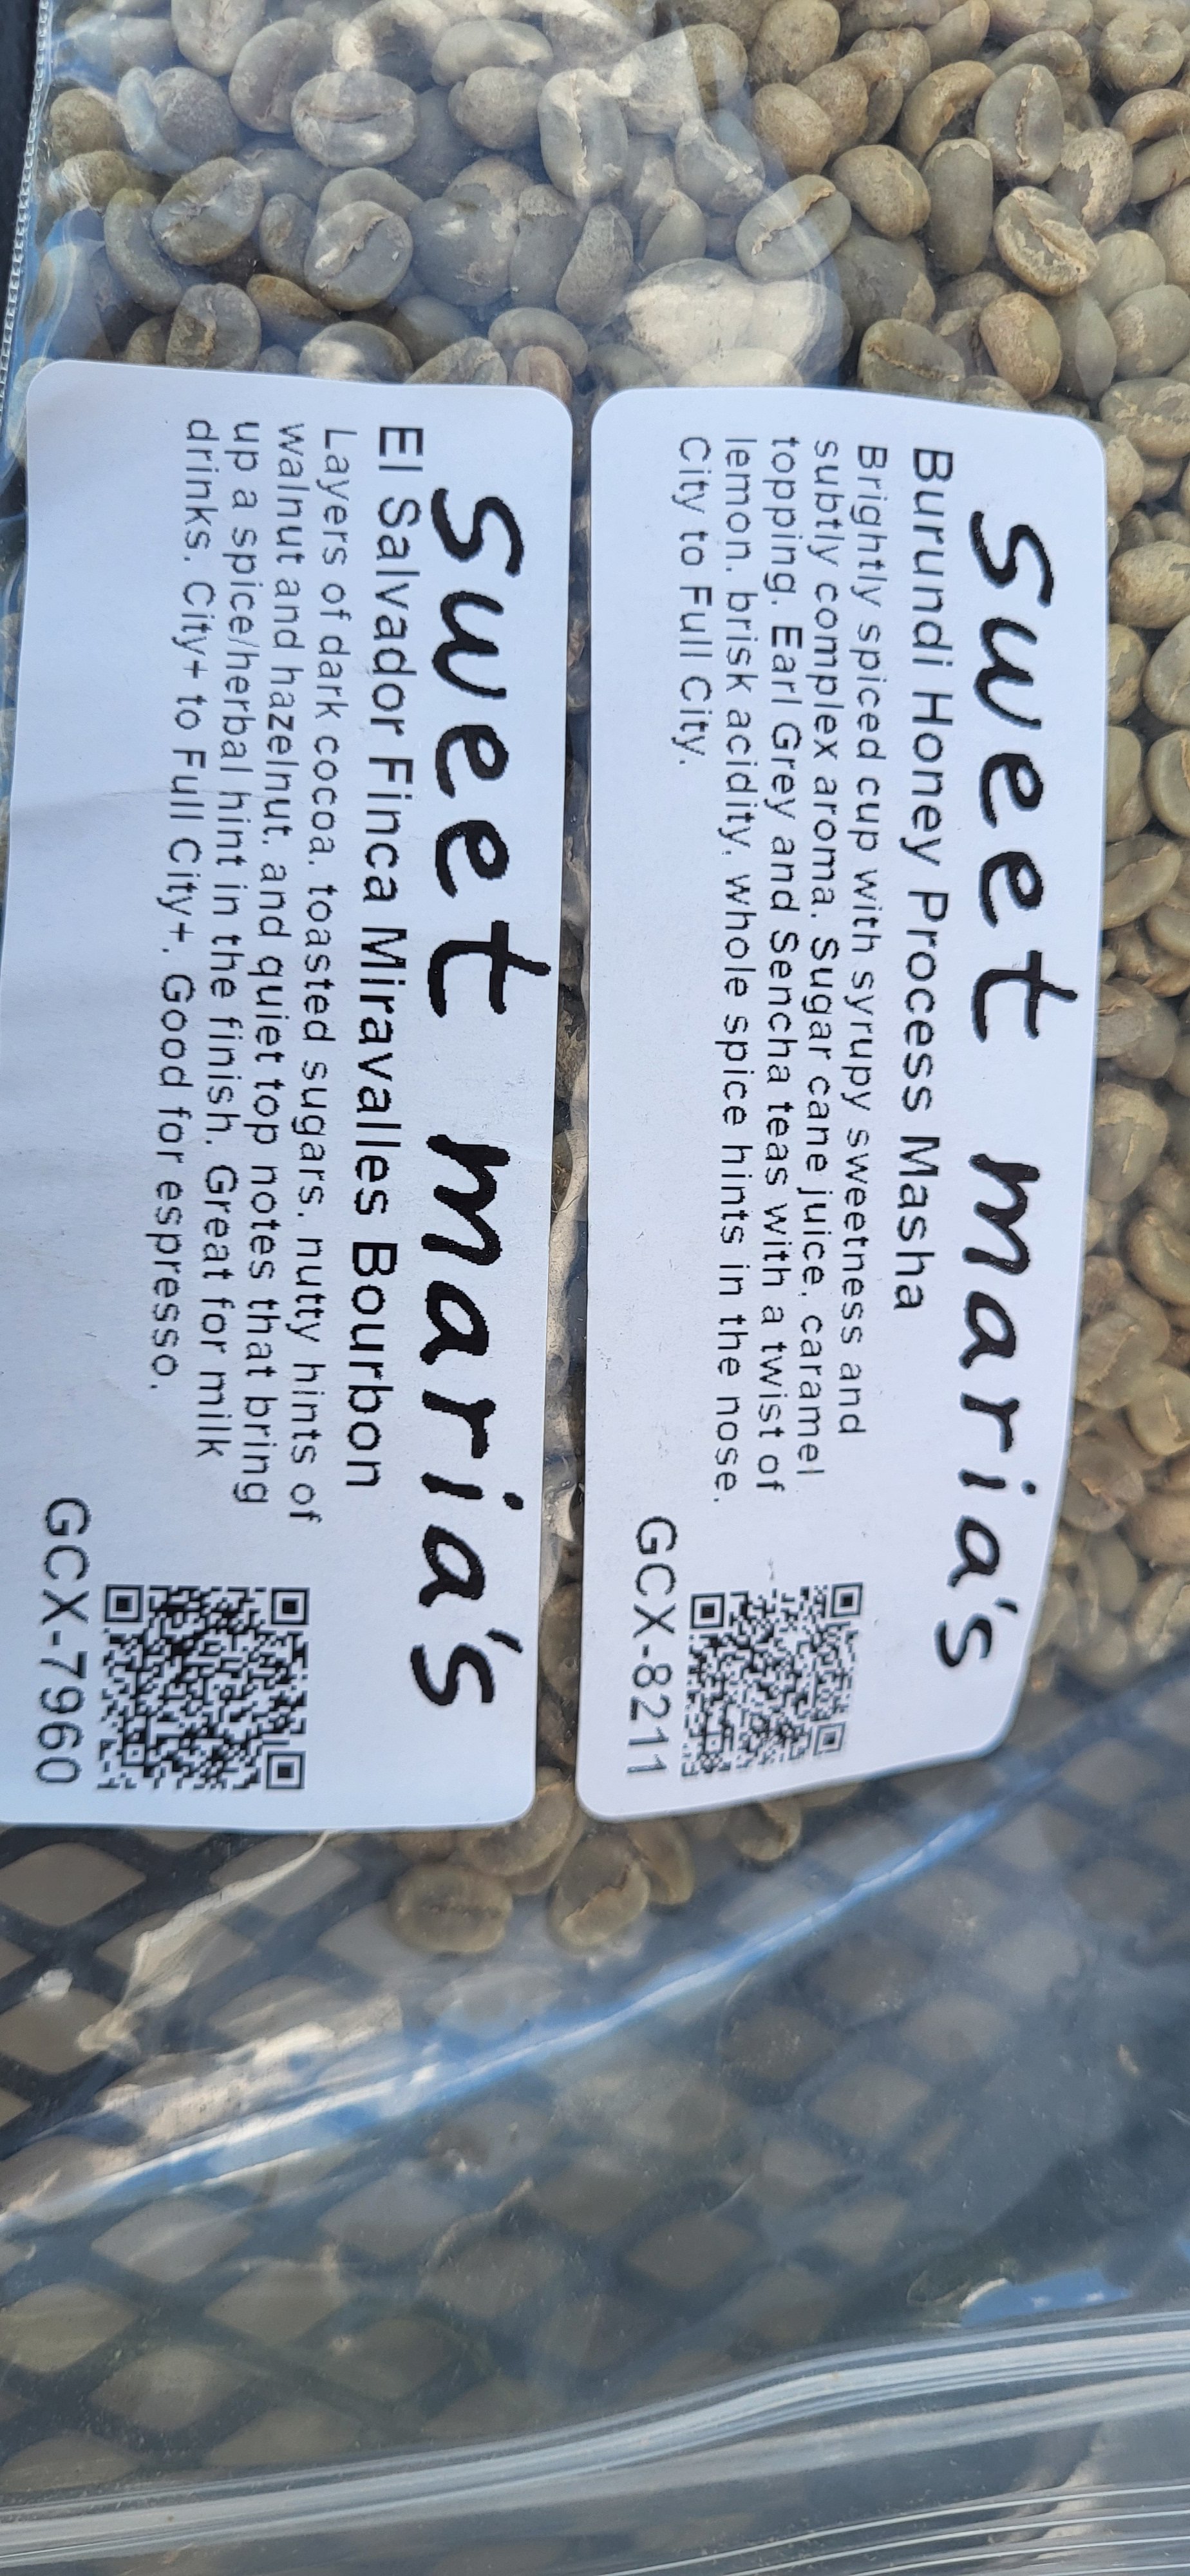 Sweet maria's
Burundi Honey Process Masha
Brightly spiced cup with syrupy sweetness and
subtly complex aroma. Sugar cane juice, caramel
topping, Earl Grey and Sencha teas with a twist of
lemon, brisk acidity, whole spice hints in the nose.
City to Full City.
GCX-8211
Sweet maria's
El Salvador Finca Miravalles Bourbon
Layers of dark cocoa, toasted sugars, nutty hints of
walnut and hazelnut, and quiet top notes that bring
up a spice/herbal hint in the finish. Great for milk
drinks. City+ to Full City+. Good for espresso.
GCX-7960